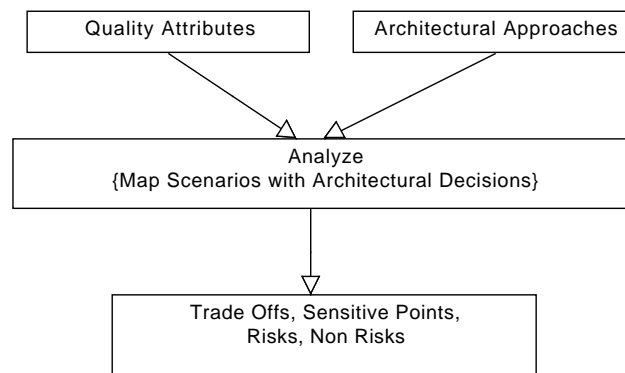 Quality Attributes
Architectural Approaches
Analyze
{Map Scenarios with Architectural Decisions}
Trade Offs, Sensitive Points,
Risks, Non Risks